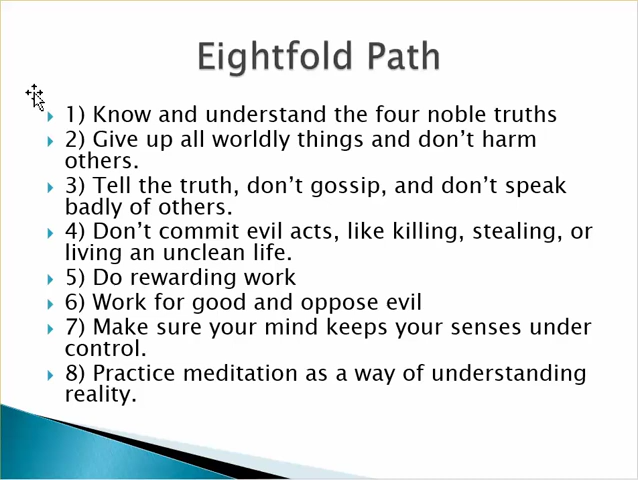 Eightfold Path
1) Know and understand the four noble truths
2) Give up all worldly things and don’t harm
others.
3) Tell the truth, don’t gossip, and don’t speak
badly of others.
4) Don’t commit evil acts, like killing, stealing, or
living an unclean life.
5) Do rewarding work
6) Work for good and oppose evil
7) Make sure your mind keeps your senses under
control.
8) Practice meditation as a way of understanding
reality.